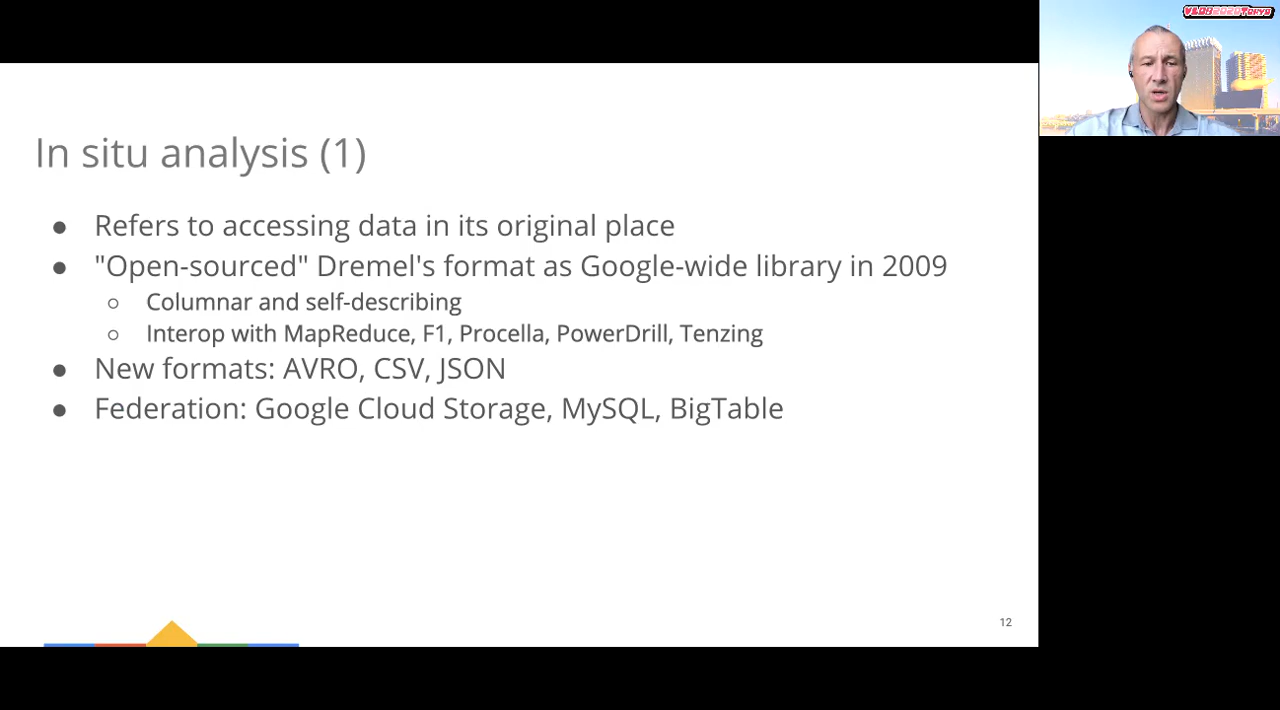 VLDB2020Tokyo
In situ analysis (1)
● Refers to accessing data in its original place
● "Open-sourced" Dremel's format as Google-wide library in 2009
○ Columnar and self-describing
○ Interop with MapReduce, F1, Procella, PowerDrill, Tenzing
● New formats: AVRO, CSV, JSON
● Federation: Google Cloud Storage, MySQL, BigTable
12